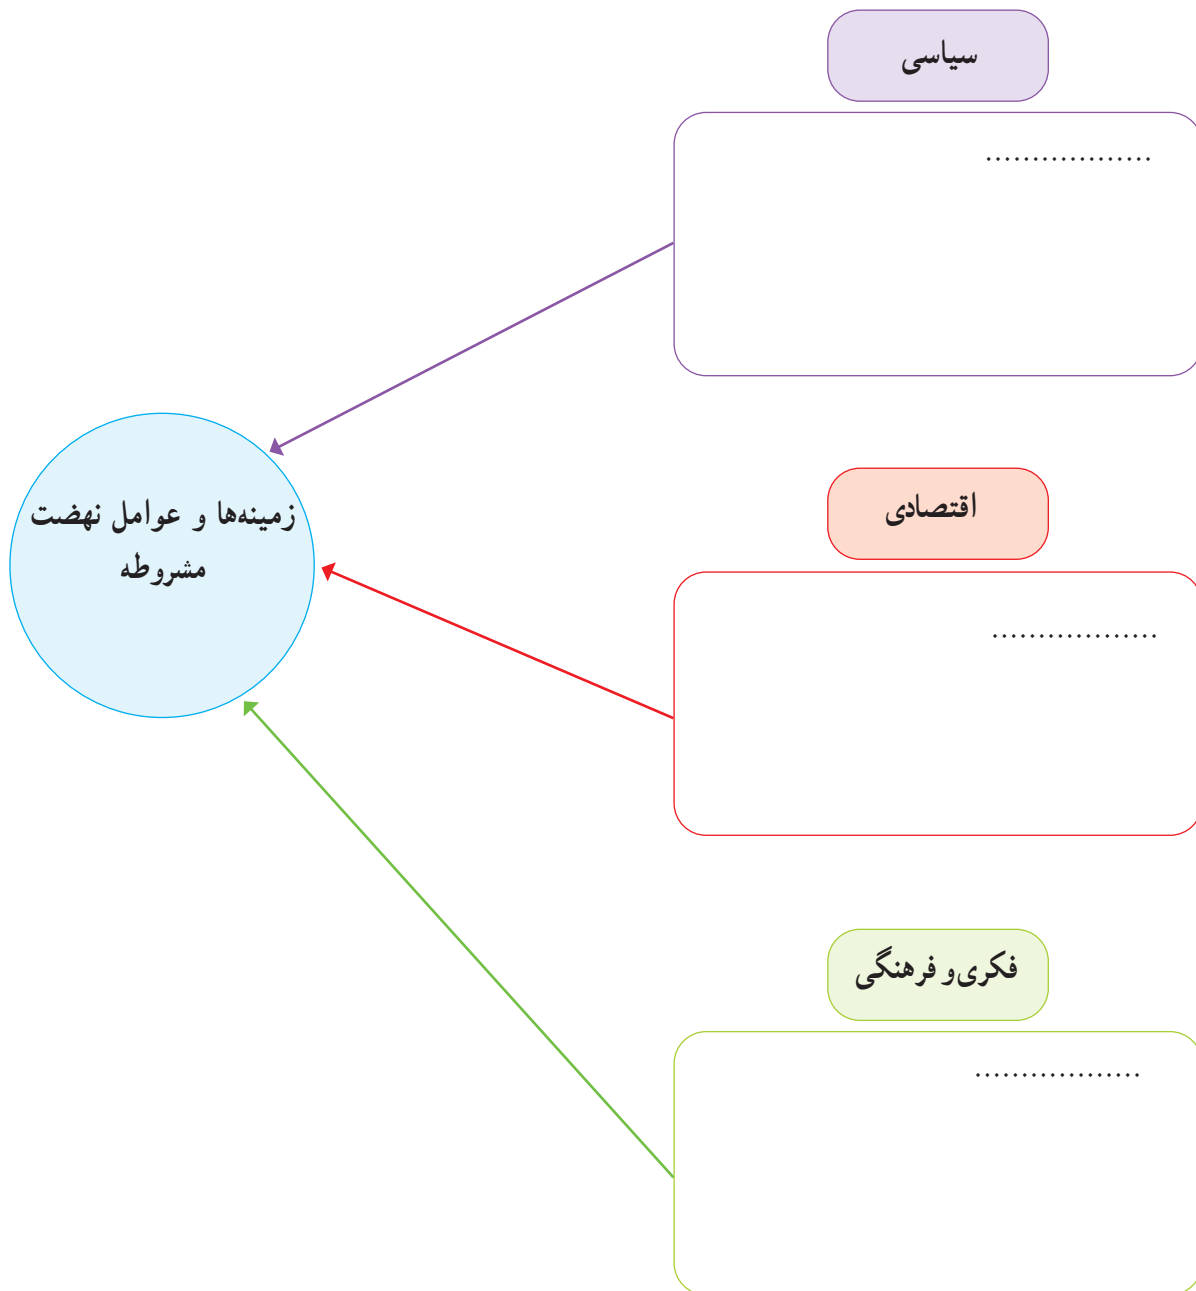 سیاسی
..................
زمینه‌ها و عوامل نهضت
مشروطه
اقتصادی
..................
فکری و فرهنگی
..................